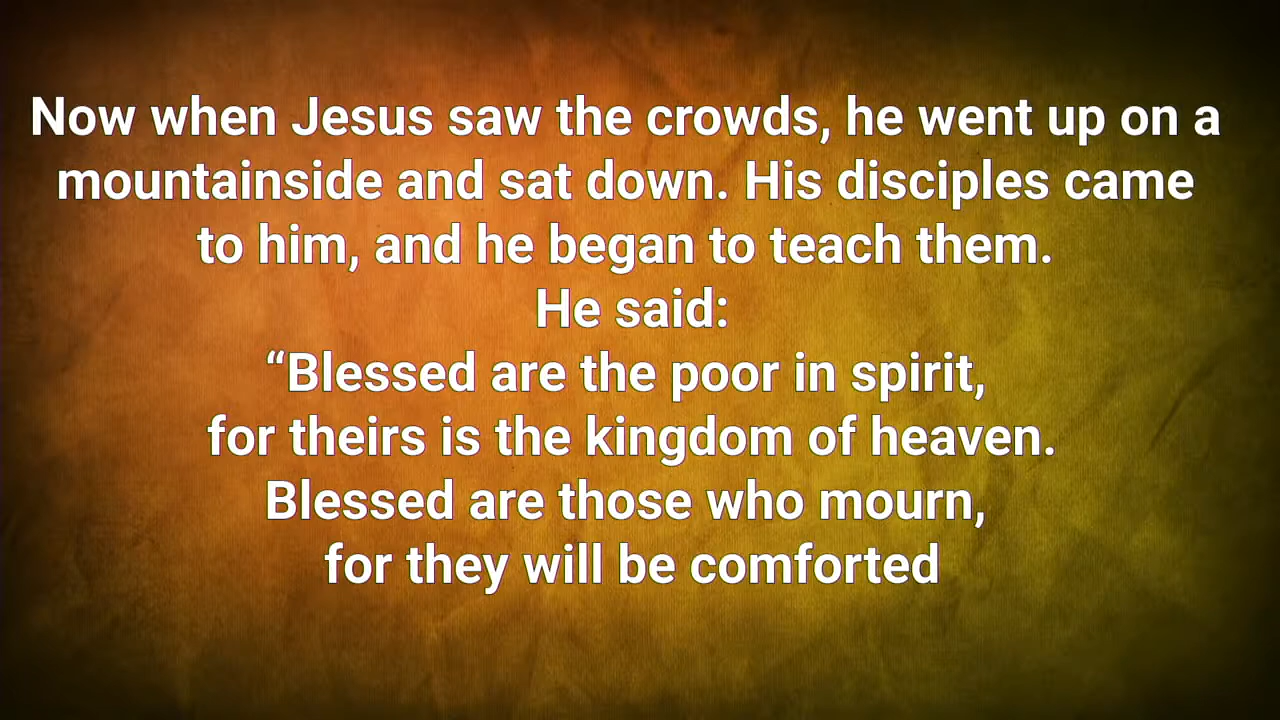 Now when Jesus saw the crowds, he went up on a
mountainside and sat down. His disciples came
to him, and he began to teach them.
He said:
“Blessed are the poor in spirit,
for theirs is the kingdom of heaven.
Blessed are those who mourn,
for they will be comforted